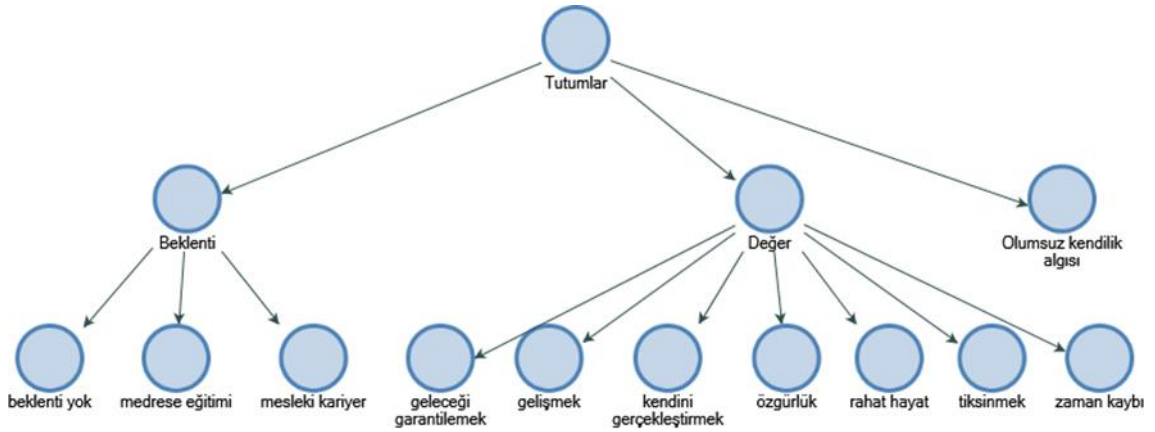 Tutumlar
Beklenti
Değer
Olumsuz kendilik
algısı
beklenti yok
medrese eğitimi
mesleki kariyer
geleceği
garantilemek
gelişmek
kendini
gerçekleştirmek
özgürlük
rahat hayat
tiksinmek
zaman kaybı